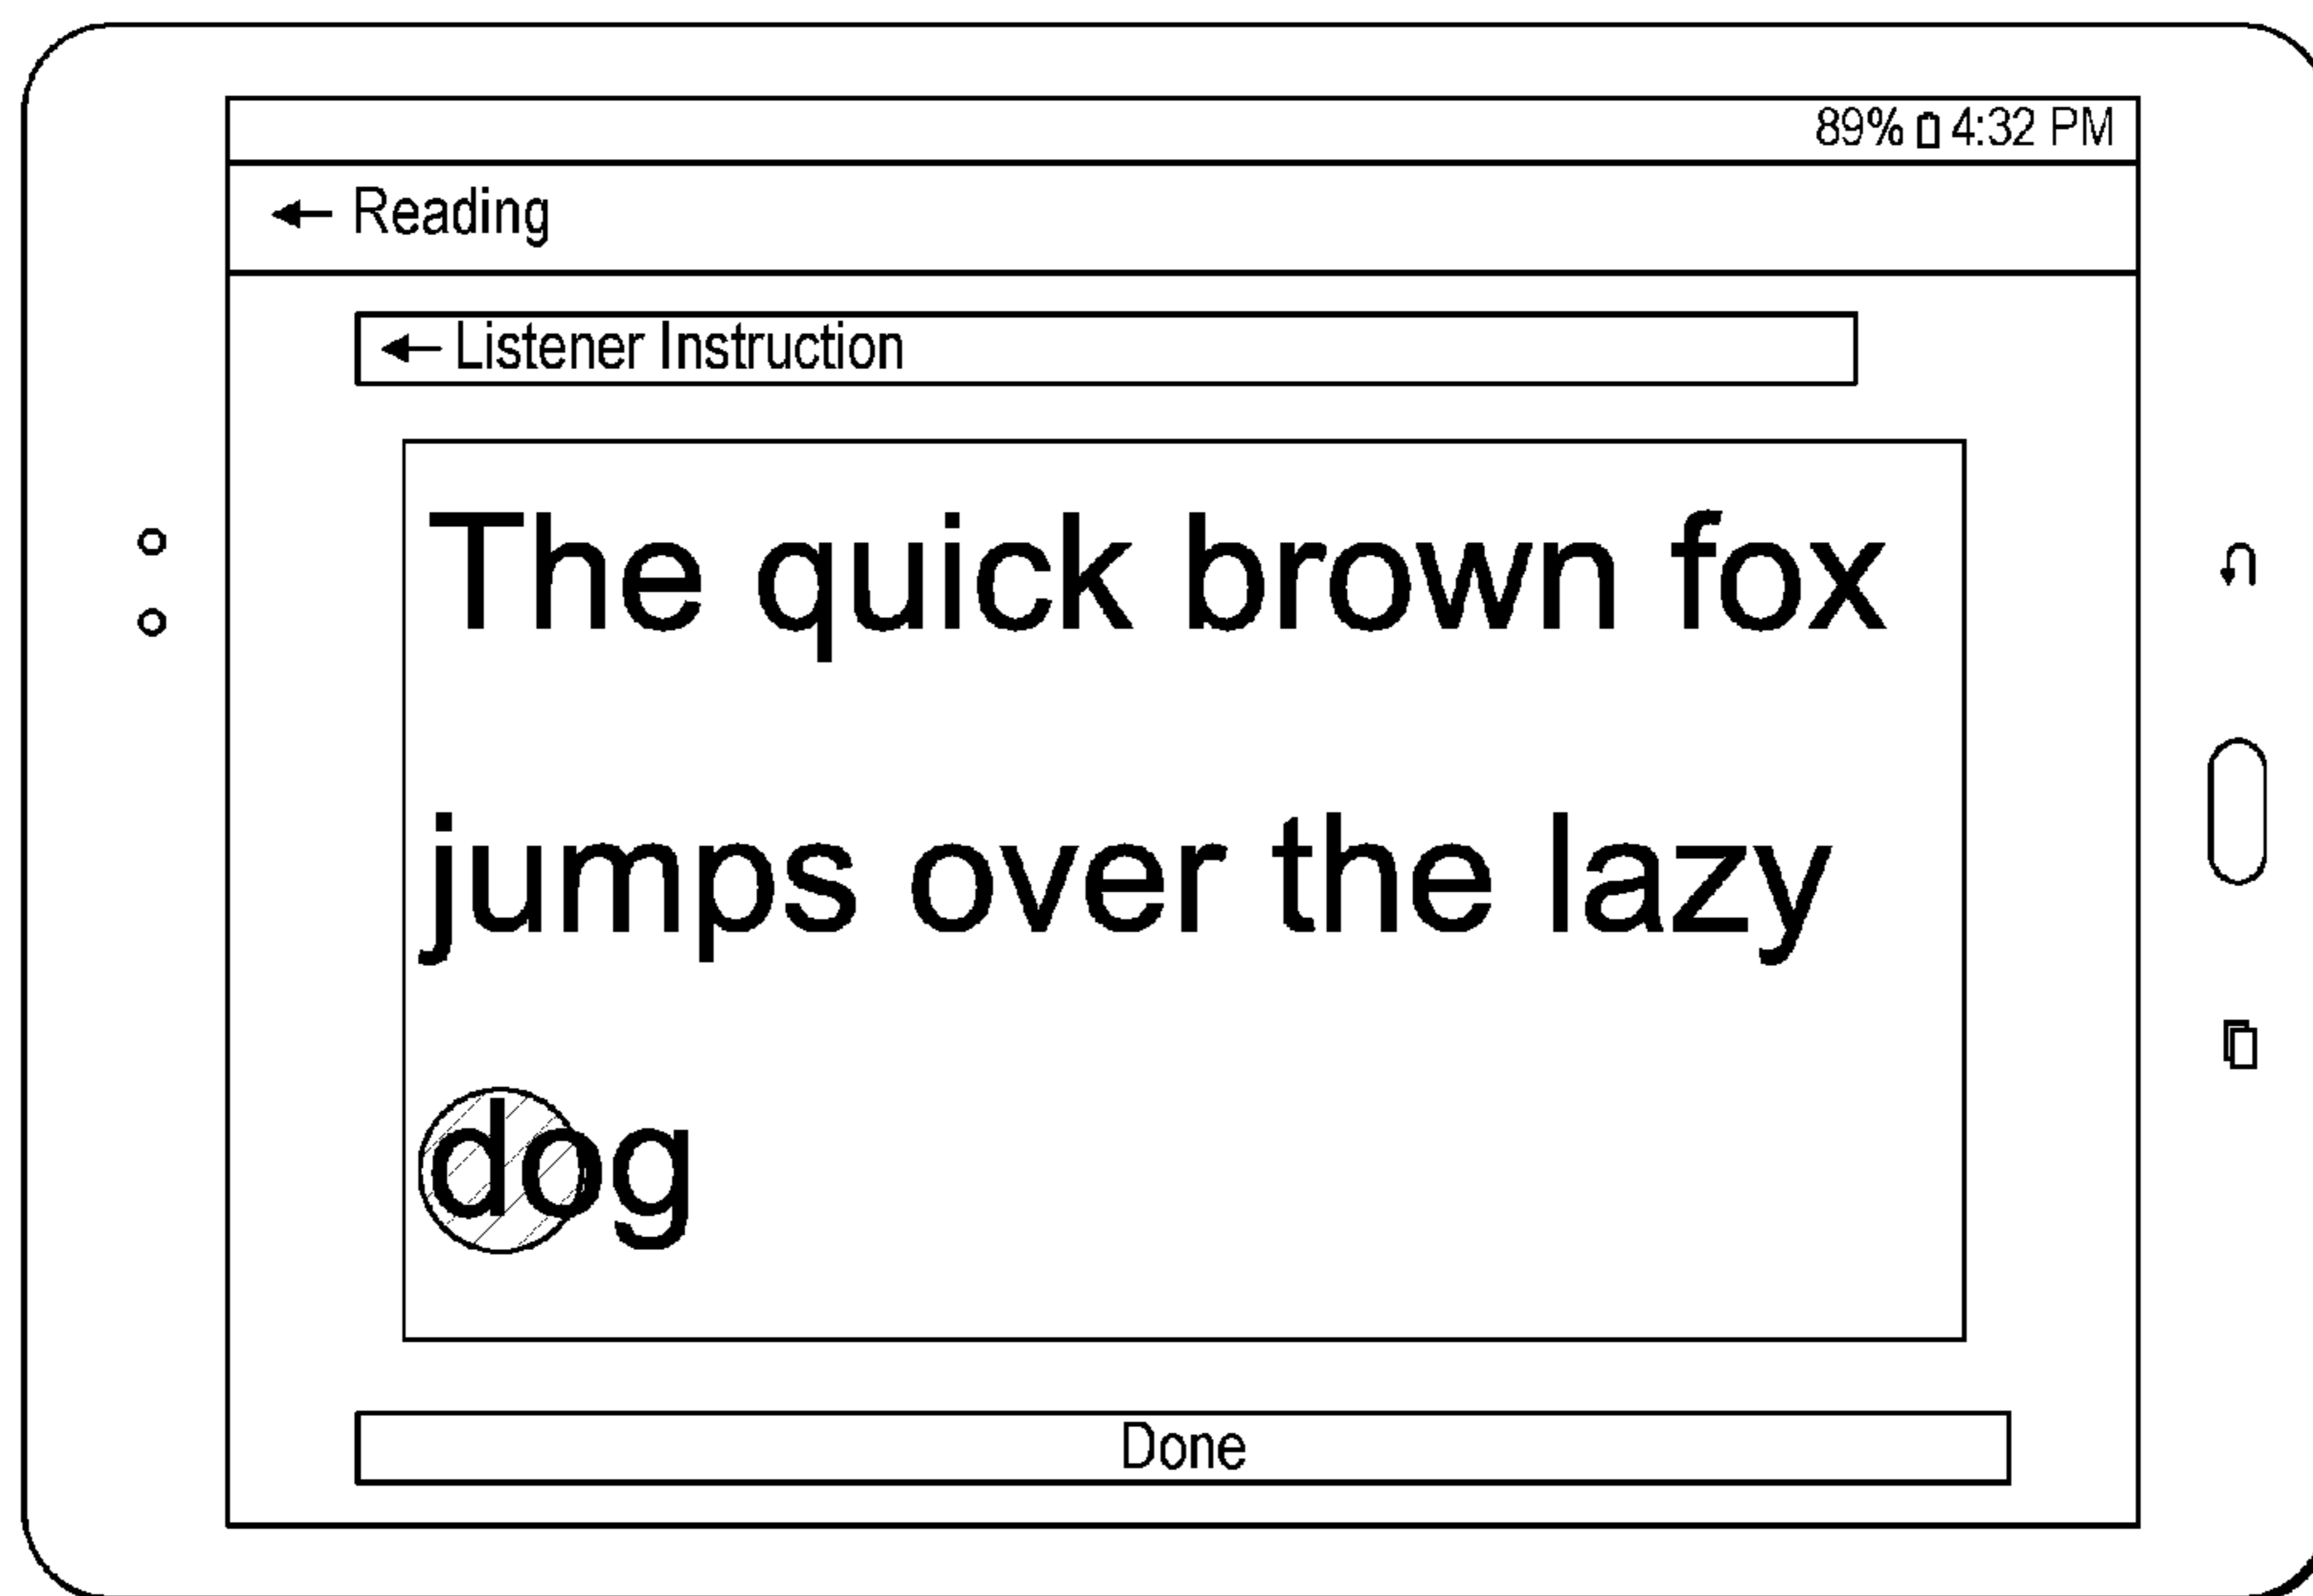 89% 4:32 PM
← Reading
← Listener Instruction
The quick brown fox
jumps over the lazy
dog
Done